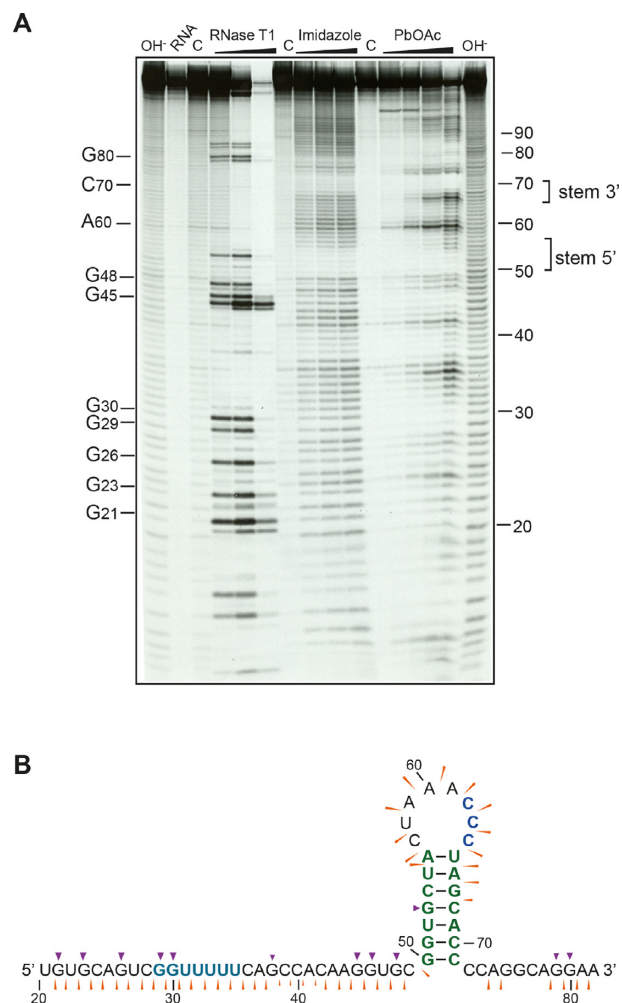 A
OH- RNA C RNase T1 C Imidazole C PbOAc OH-
90
G80 80
C70 70
stem 3'
A60 60
stem 5'
50
G48
G45
40
G30 30
G29
G26
G23
G21
20
B
60
A A
A A C
U C
C C
A – U
U – A
C – G
G – C
U – A
50 G – C 70
G – C
5' UGUGCAGUCGGUUUUUCAGCCACAAGGUGC CCAGGCAGGAA 3'
20 30 40 80